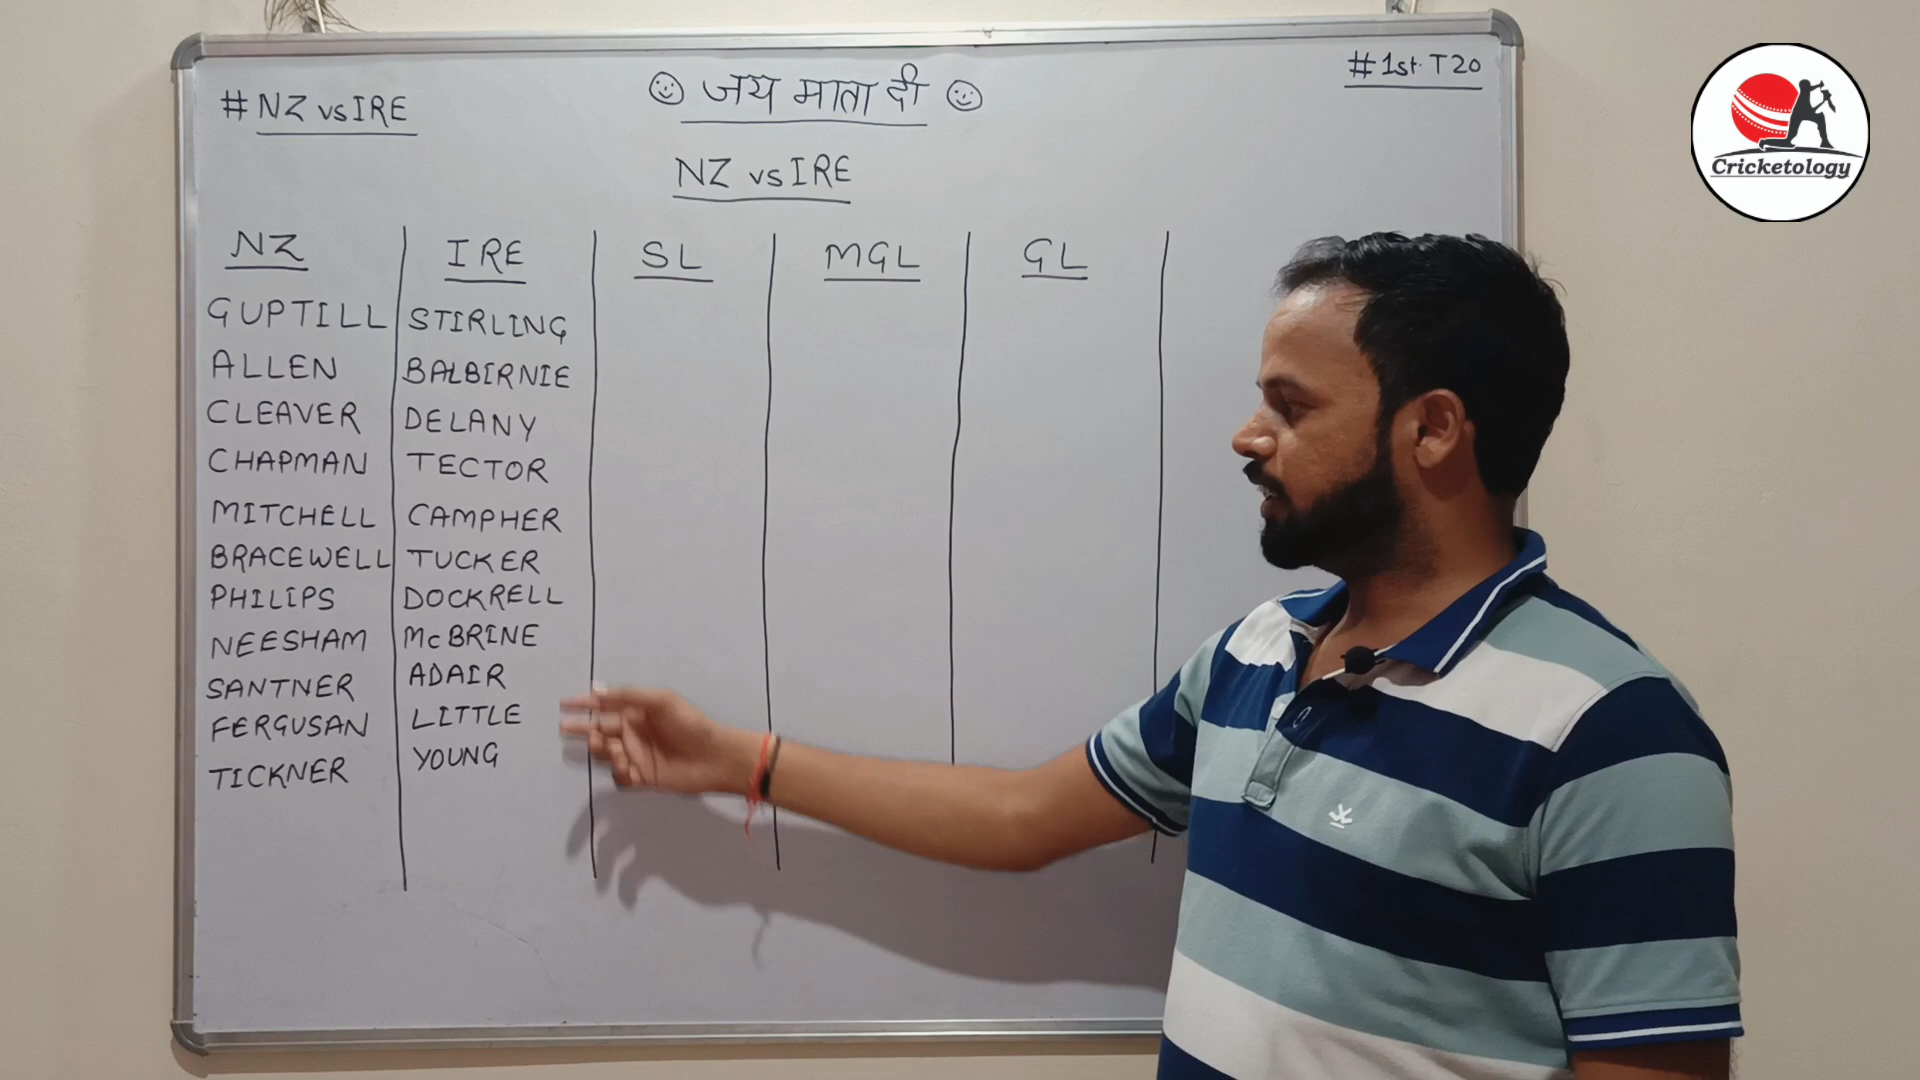 #NZ vs IRE
☺ जय माता दी ☺
#1st T20
NZ vs IRE
Cricketology
NZ
GUPTILL
ALLEN
CLEAVER
CHAPMAN
MITCHELL
BRACEWELL
PHILIPS
NEESHAM
SANTNER
FERGUSAN
TICKNER
IRE
STIRLING
BALBIRNIE
DELANY
TECTOR
CAMPHER
TUCKER
DOCKRELL
McBRINE
ADAIR
LITTLE
YOUNG
SL
MGL
GL